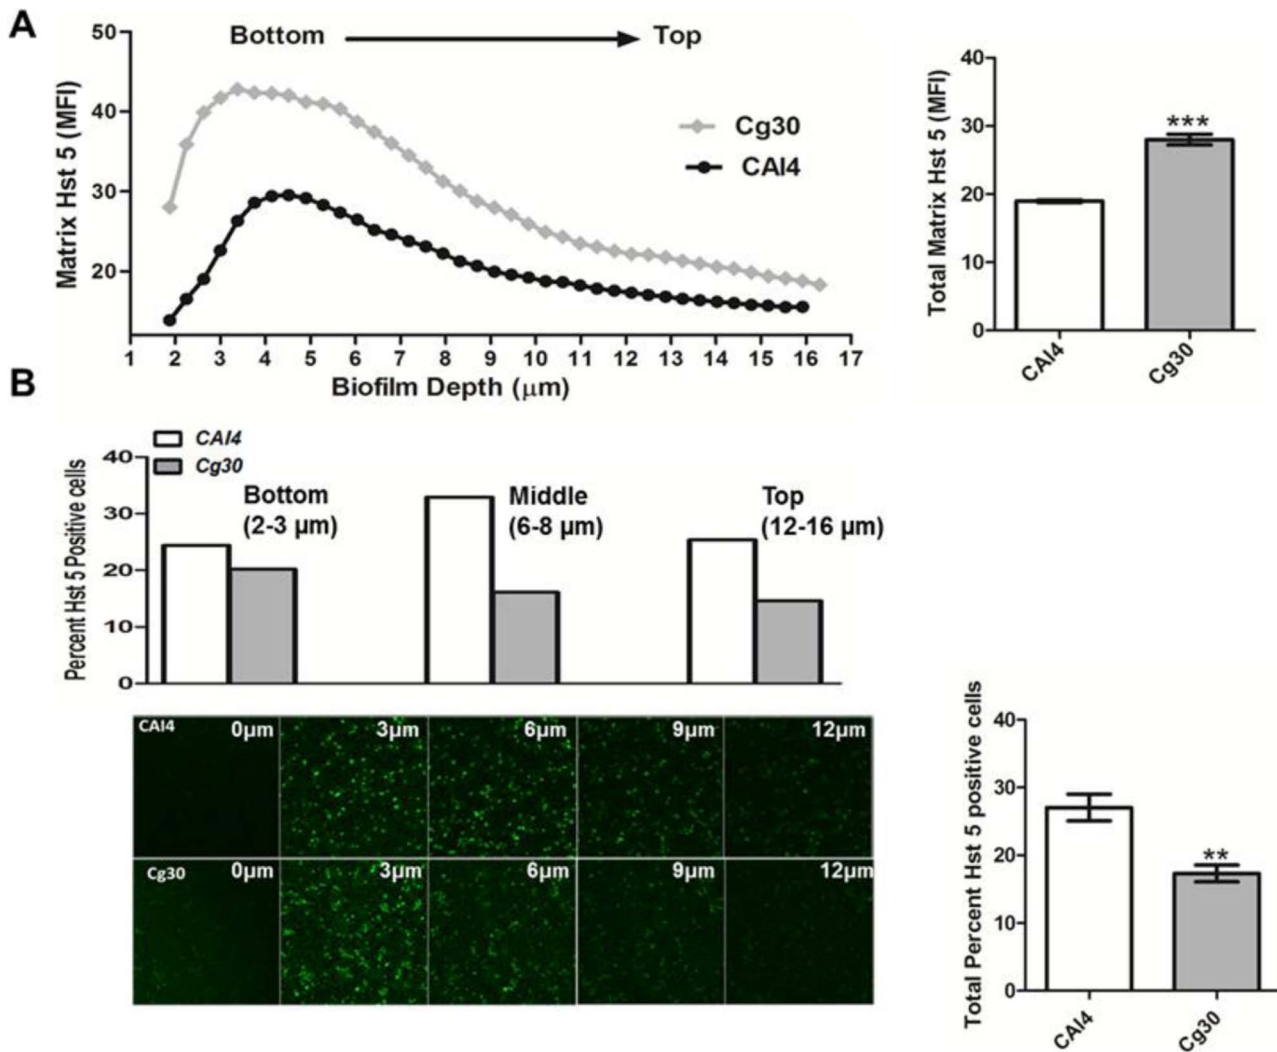 A
Bottom Top
50
40
30
20
Matrix Hst 5 (MFI)
Cg30
CAI4
1 2 3 4 5 6 7 8 9 10 11 12 13 14 15 16 17
Biofilm Depth (μm)
40
30
20
10
0
Total Matrix Hst 5 (MFI)
***
CAI4
Cg30
B
CAI4
Cg30
40
30
20
10
0
Percent Hst 5 Positive cells
Bottom
(2-3 μm)
Middle
(6-8 μm)
Top
(12-16 μm)
CAI4 0μm 3μm 6μm 9μm 12μm
Cg30 0μm 3μm 6μm 9μm 12μm
40
30
20
10
0
Total Percent Hst 5 positive cells
**
CAI4
Cg30